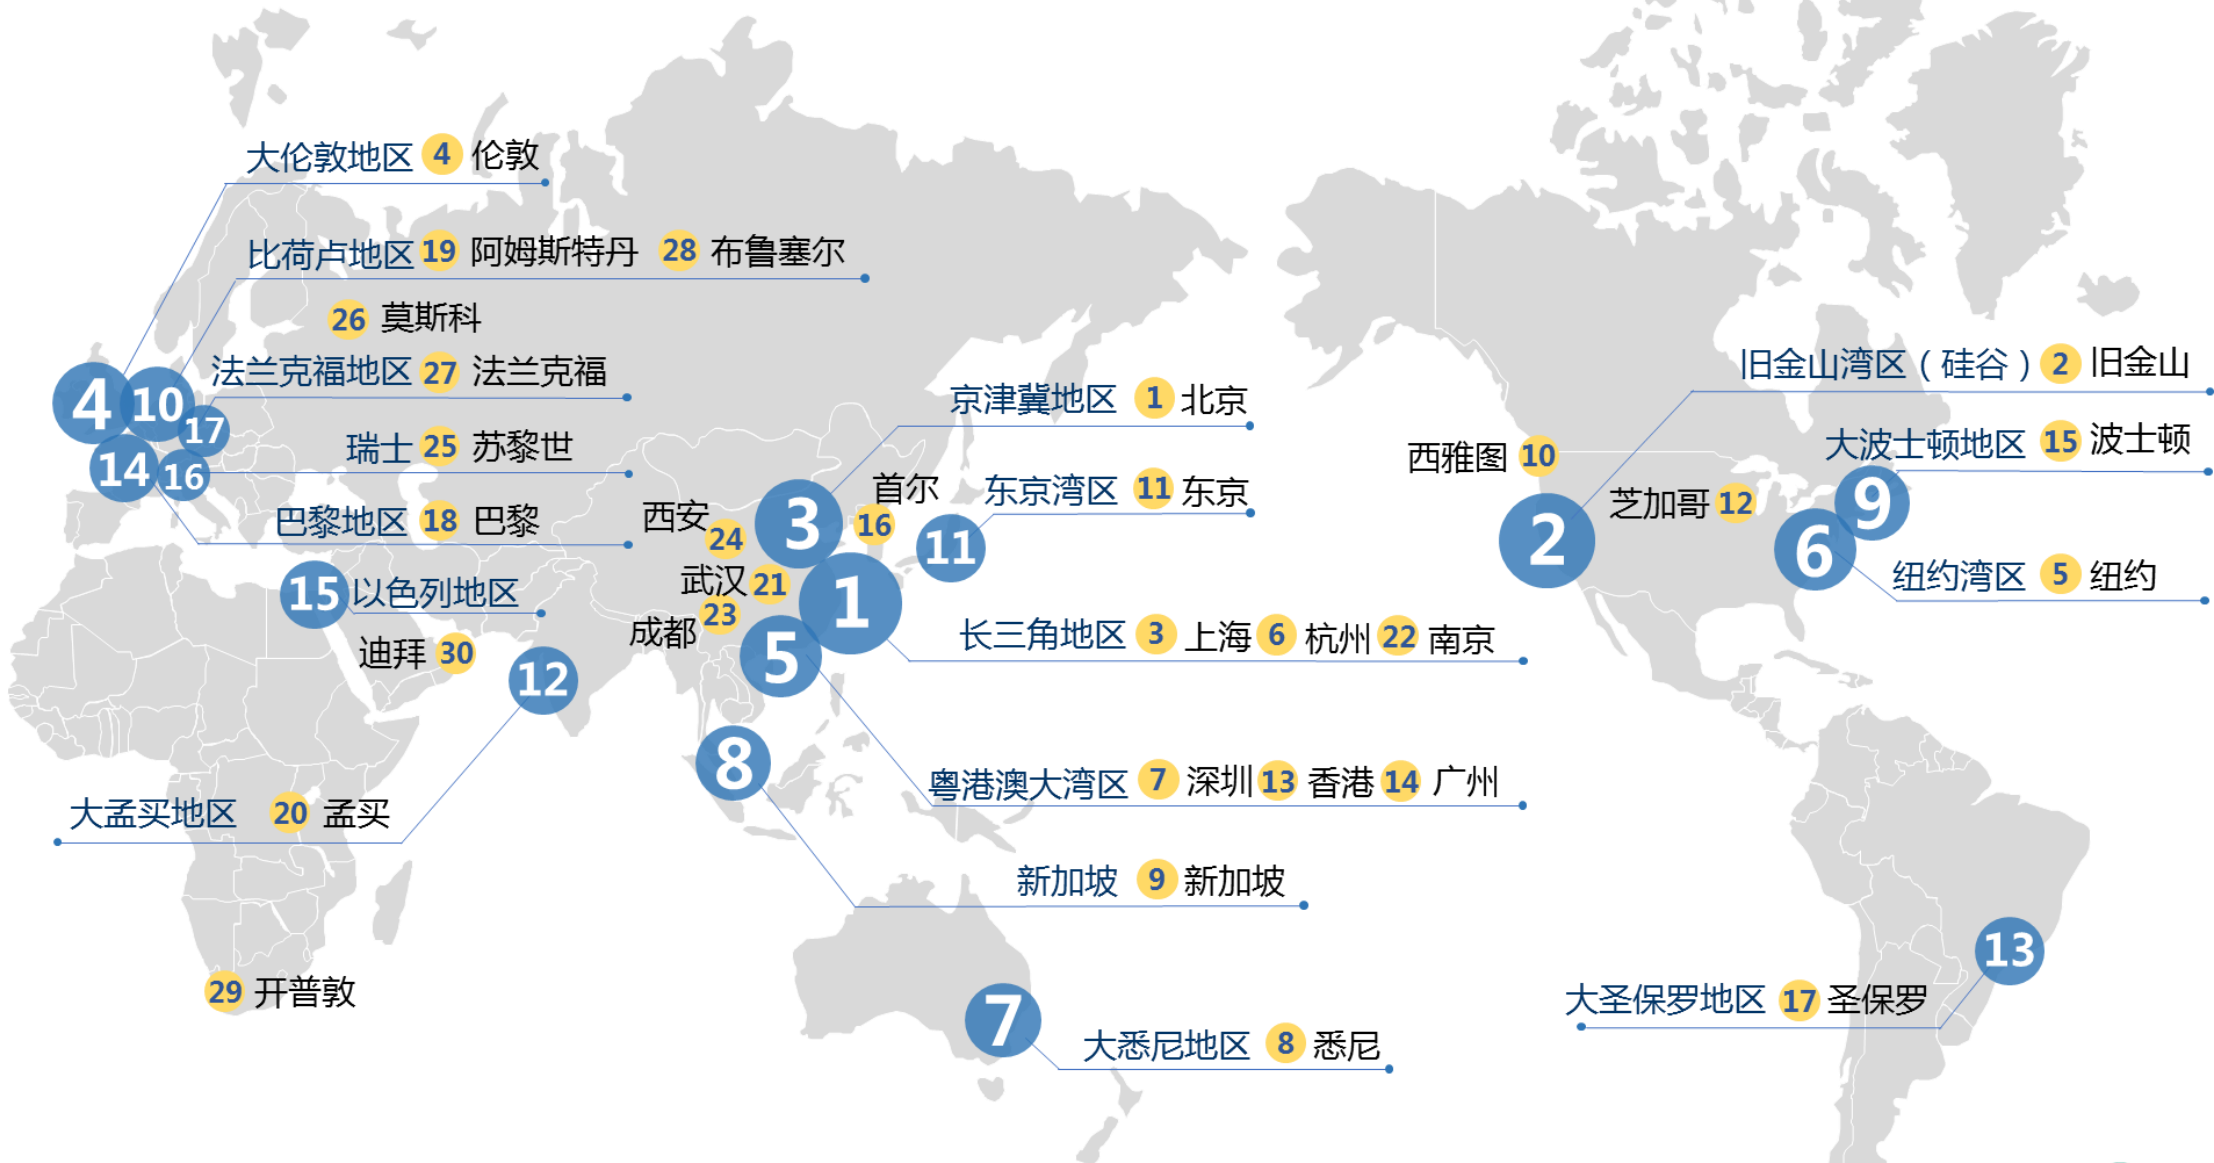 大伦敦地区 4 伦敦
比荷卢地区 19 阿姆斯特丹 28 布鲁塞尔
26 莫斯科
法兰克福地区 27 法兰克福
4 10 17
瑞士 25 苏黎世
14 16
巴黎地区 18 巴黎
15 以色列地区
迪拜 30
12
大孟买地区 20 孟买
29 开普敦
京津冀地区 1 北京
首尔
16
东京湾区 11 东京
西安
24
3
11
武汉 21
1
23
成都
5
长三角地区 3 上海 6 杭州 22 南京
8
粤港澳大湾区 7 深圳 13 香港 14 广州
新加坡 9 新加坡
7
大悉尼地区 8 悉尼
旧金山湾区（硅谷）2 旧金山
大波士顿地区 15 波士顿
西雅图 10
芝加哥 12
9
2
6
纽约湾区 5 纽约
13
大圣保罗地区 17 圣保罗